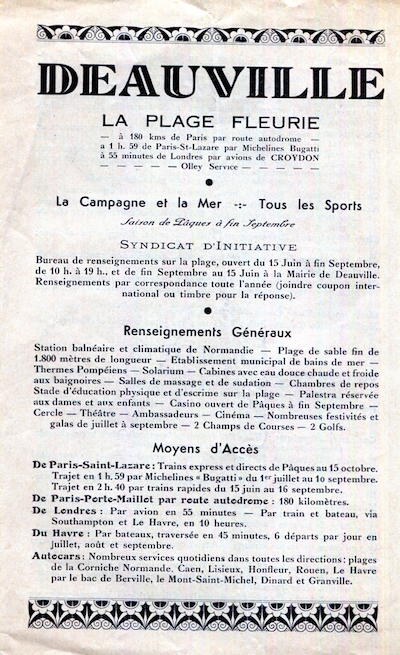 DEAUVILLE
LA PLAGE FLEURIE
— à 180 kms de Paris par route autodrome —
a 1 h. 59 de Paris-St-Lazare par Michelines Bugatti
à 55 minutes de Londres par avions de CROYDON
— — — — — Olley Service — — — — —
La Campagne et la Mer -:- Tous les Sports
Saison de Pâques à fin Septembre
SYNDICAT D'INITIATIVE
Bureau de renseignements sur la plage, ouvert du 15 Juin à fin Septembre,
de 10 h. à 19 h., et de fin Septembre au 15 Juin à la Mairie de Deauville.
Renseignements par correspondance toute l'année (joindre coupon inter-
national ou timbre pour la réponse).
Renseignements Généraux
Station balnéaire et climatique de Normandie — Plage de sable fin de
1.800 mètres de longueur — Etablissement municipal de bains de mer —
Thermes Pompéiens — Solarium — Cabines avec eau douce chaude et froide
aux baignoires — Salles de massage et de sudation — Chambres de repos
Stade d'éducation physique et d'escrime sur la plage — Palestra réservée
aux dames et aux enfants — Casino ouvert de Pâques à fin Septembre —
Cercle — Théâtre — Ambassadeurs — Cinéma — Nombreuses festivités et
galas de juillet à septembre — 2 Champs de Courses — 2 Golfs.
Moyens d'Accès
De Paris-Saint-Lazare : Trains express et directs de Pâques au 15 octobre.
Trajet en 1 h. 59 par Michelines « Bugatti » du 1er juillet au 10 septembre.
Trajet en 2 h. 40 par trains rapides du 15 juin au 16 septembre.
De Paris-Porte-Maillot par route autodrome : 180 kilomètres.
De Londres : Par avion en 55 minutes — Par train et bateau, via
Southampton et Le Havre, en 10 heures.
Du Havre : Par bateaux, traversée en 45 minutes, 6 départs par jour en
juillet, août et septembre.
Autocars : Nombreux services quotidiens dans toutes les directions : plages
de la Corniche Normande. Caen, Lisieux, Honfleur, Rouen, Le Havre
par le bac de Berville, le Mont-Saint-Michel, Dinard et Granville.